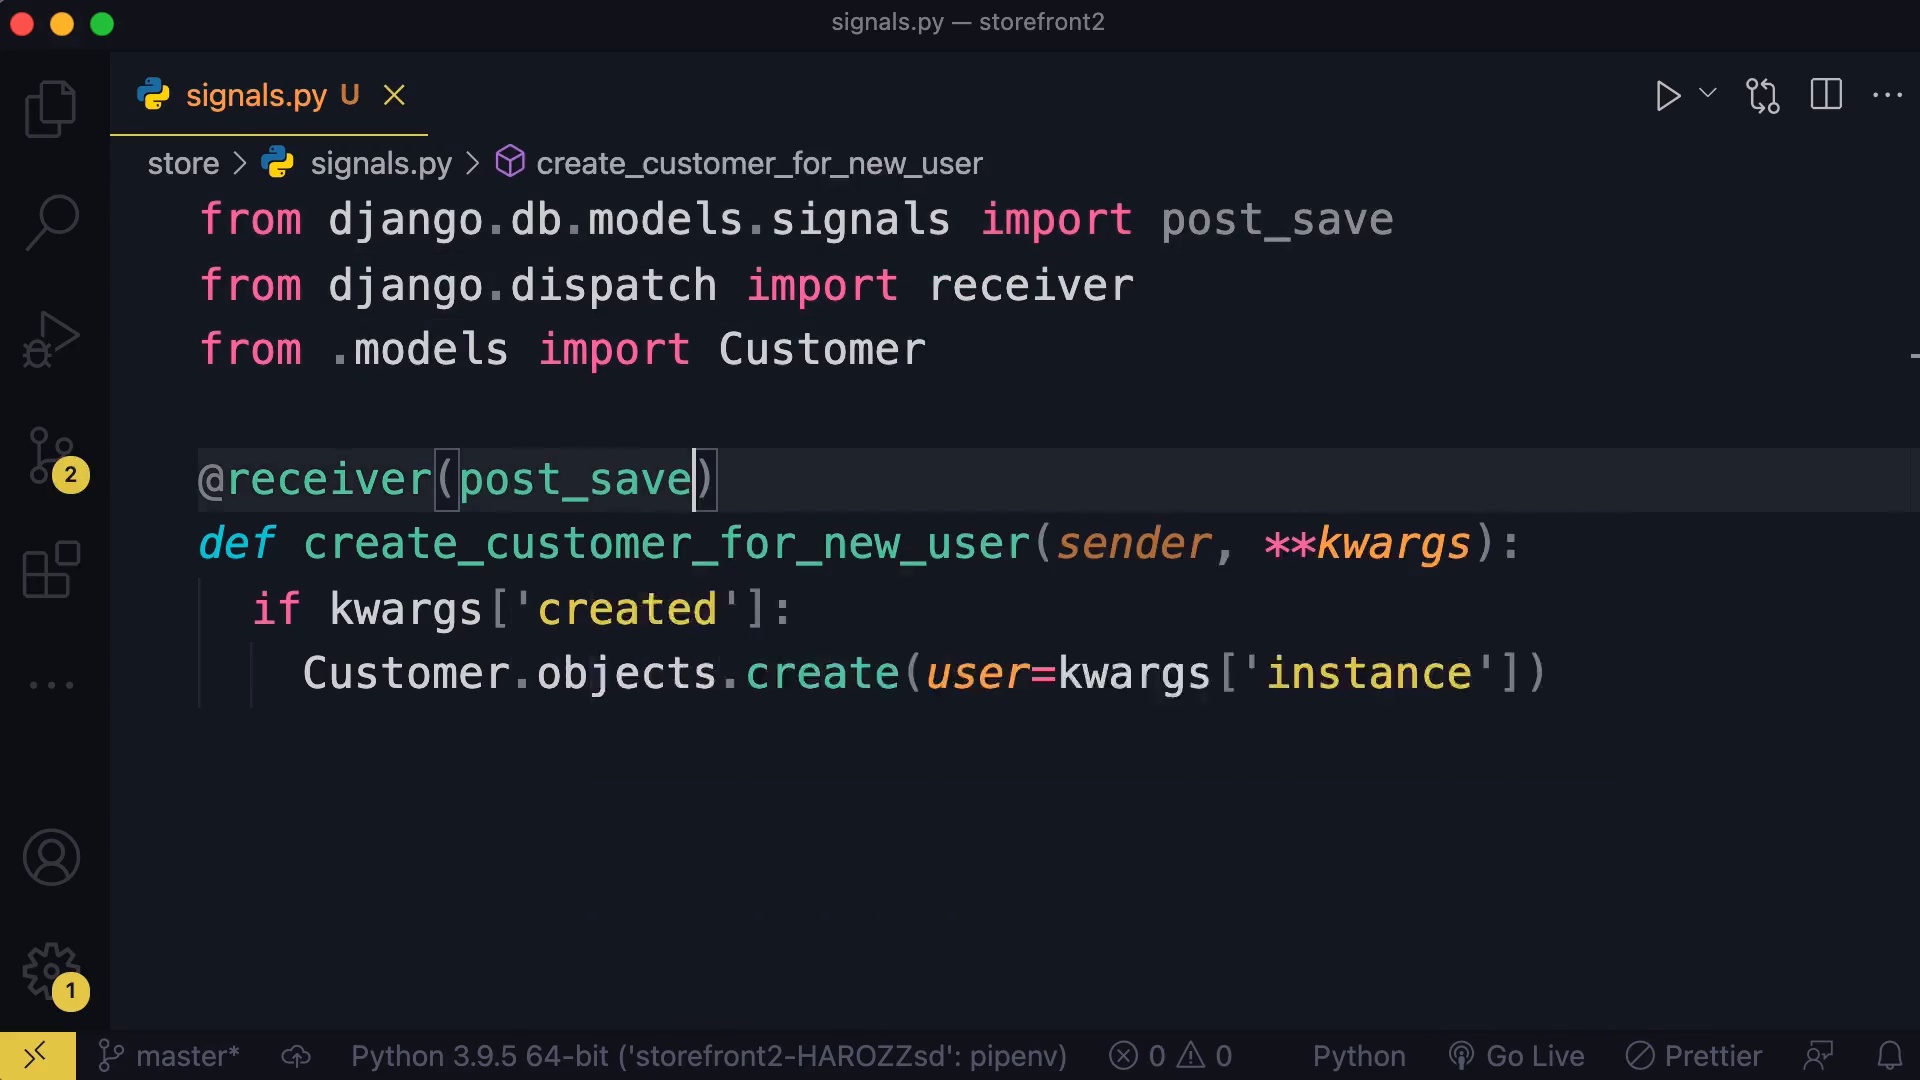 signals.py — storefront2
signals.py U
store > signals.py > create_customer_for_new_user
from django.db.models.signals import post_save
from django.dispatch import receiver
from .models import Customer
@receiver(post_save)
def create_customer_for_new_user(sender, **kwargs):
if kwargs['created']:
Customer.objects.create(user=kwargs['instance'])
2
1
master* Python 3.9.5 64-bit ('storefront2-HAROZZsd': pipenv) 0 0 Python Go Live Prettier